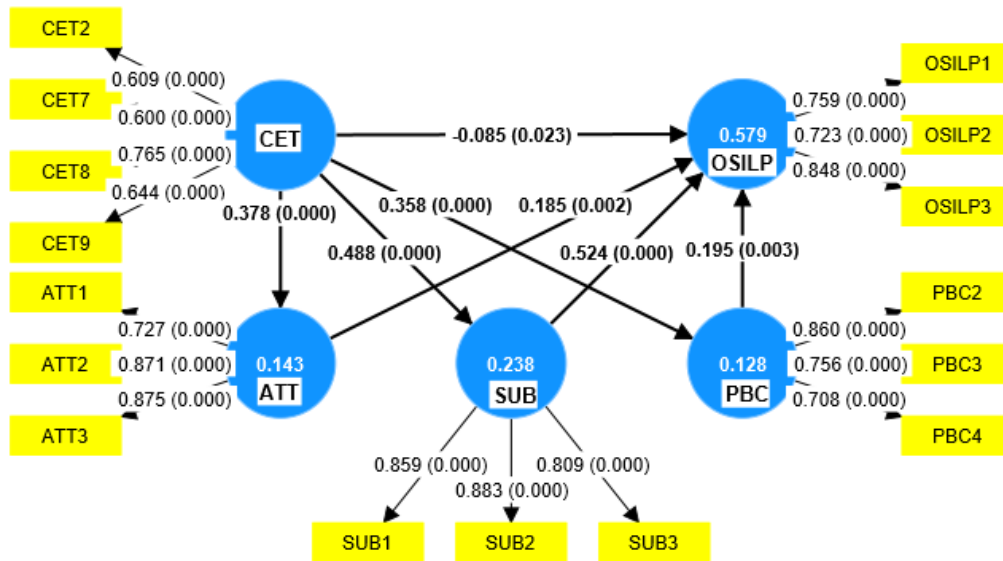 CET2
0.609 (0.000)
CET7
0.600 (0.000)
CET8
0.765 (0.000)
0.644 (0.000)
CET9
CET
-0.085 (0.023)
0.579
OSILP
OSILP1
0.759 (0.000)
OSILP2
0.723 (0.000)
0.848 (0.000)
OSILP3
0.378 (0.000)
0.488 (0.000)
0.358 (0.000)
0.185 (0.002)
0.524 (0.000)
0.195 (0.003)
ATT1
0.727 (0.000)
ATT2
0.871 (0.000)
0.875 (0.000)
ATT3
0.143
ATT
0.238
SUB
0.128
PBC
PBC2
0.860 (0.000)
PBC3
0.756 (0.000)
0.708 (0.000)
PBC4
0.859 (0.000)
0.883 (0.000)
0.809 (0.000)
SUB1
SUB2
SUB3